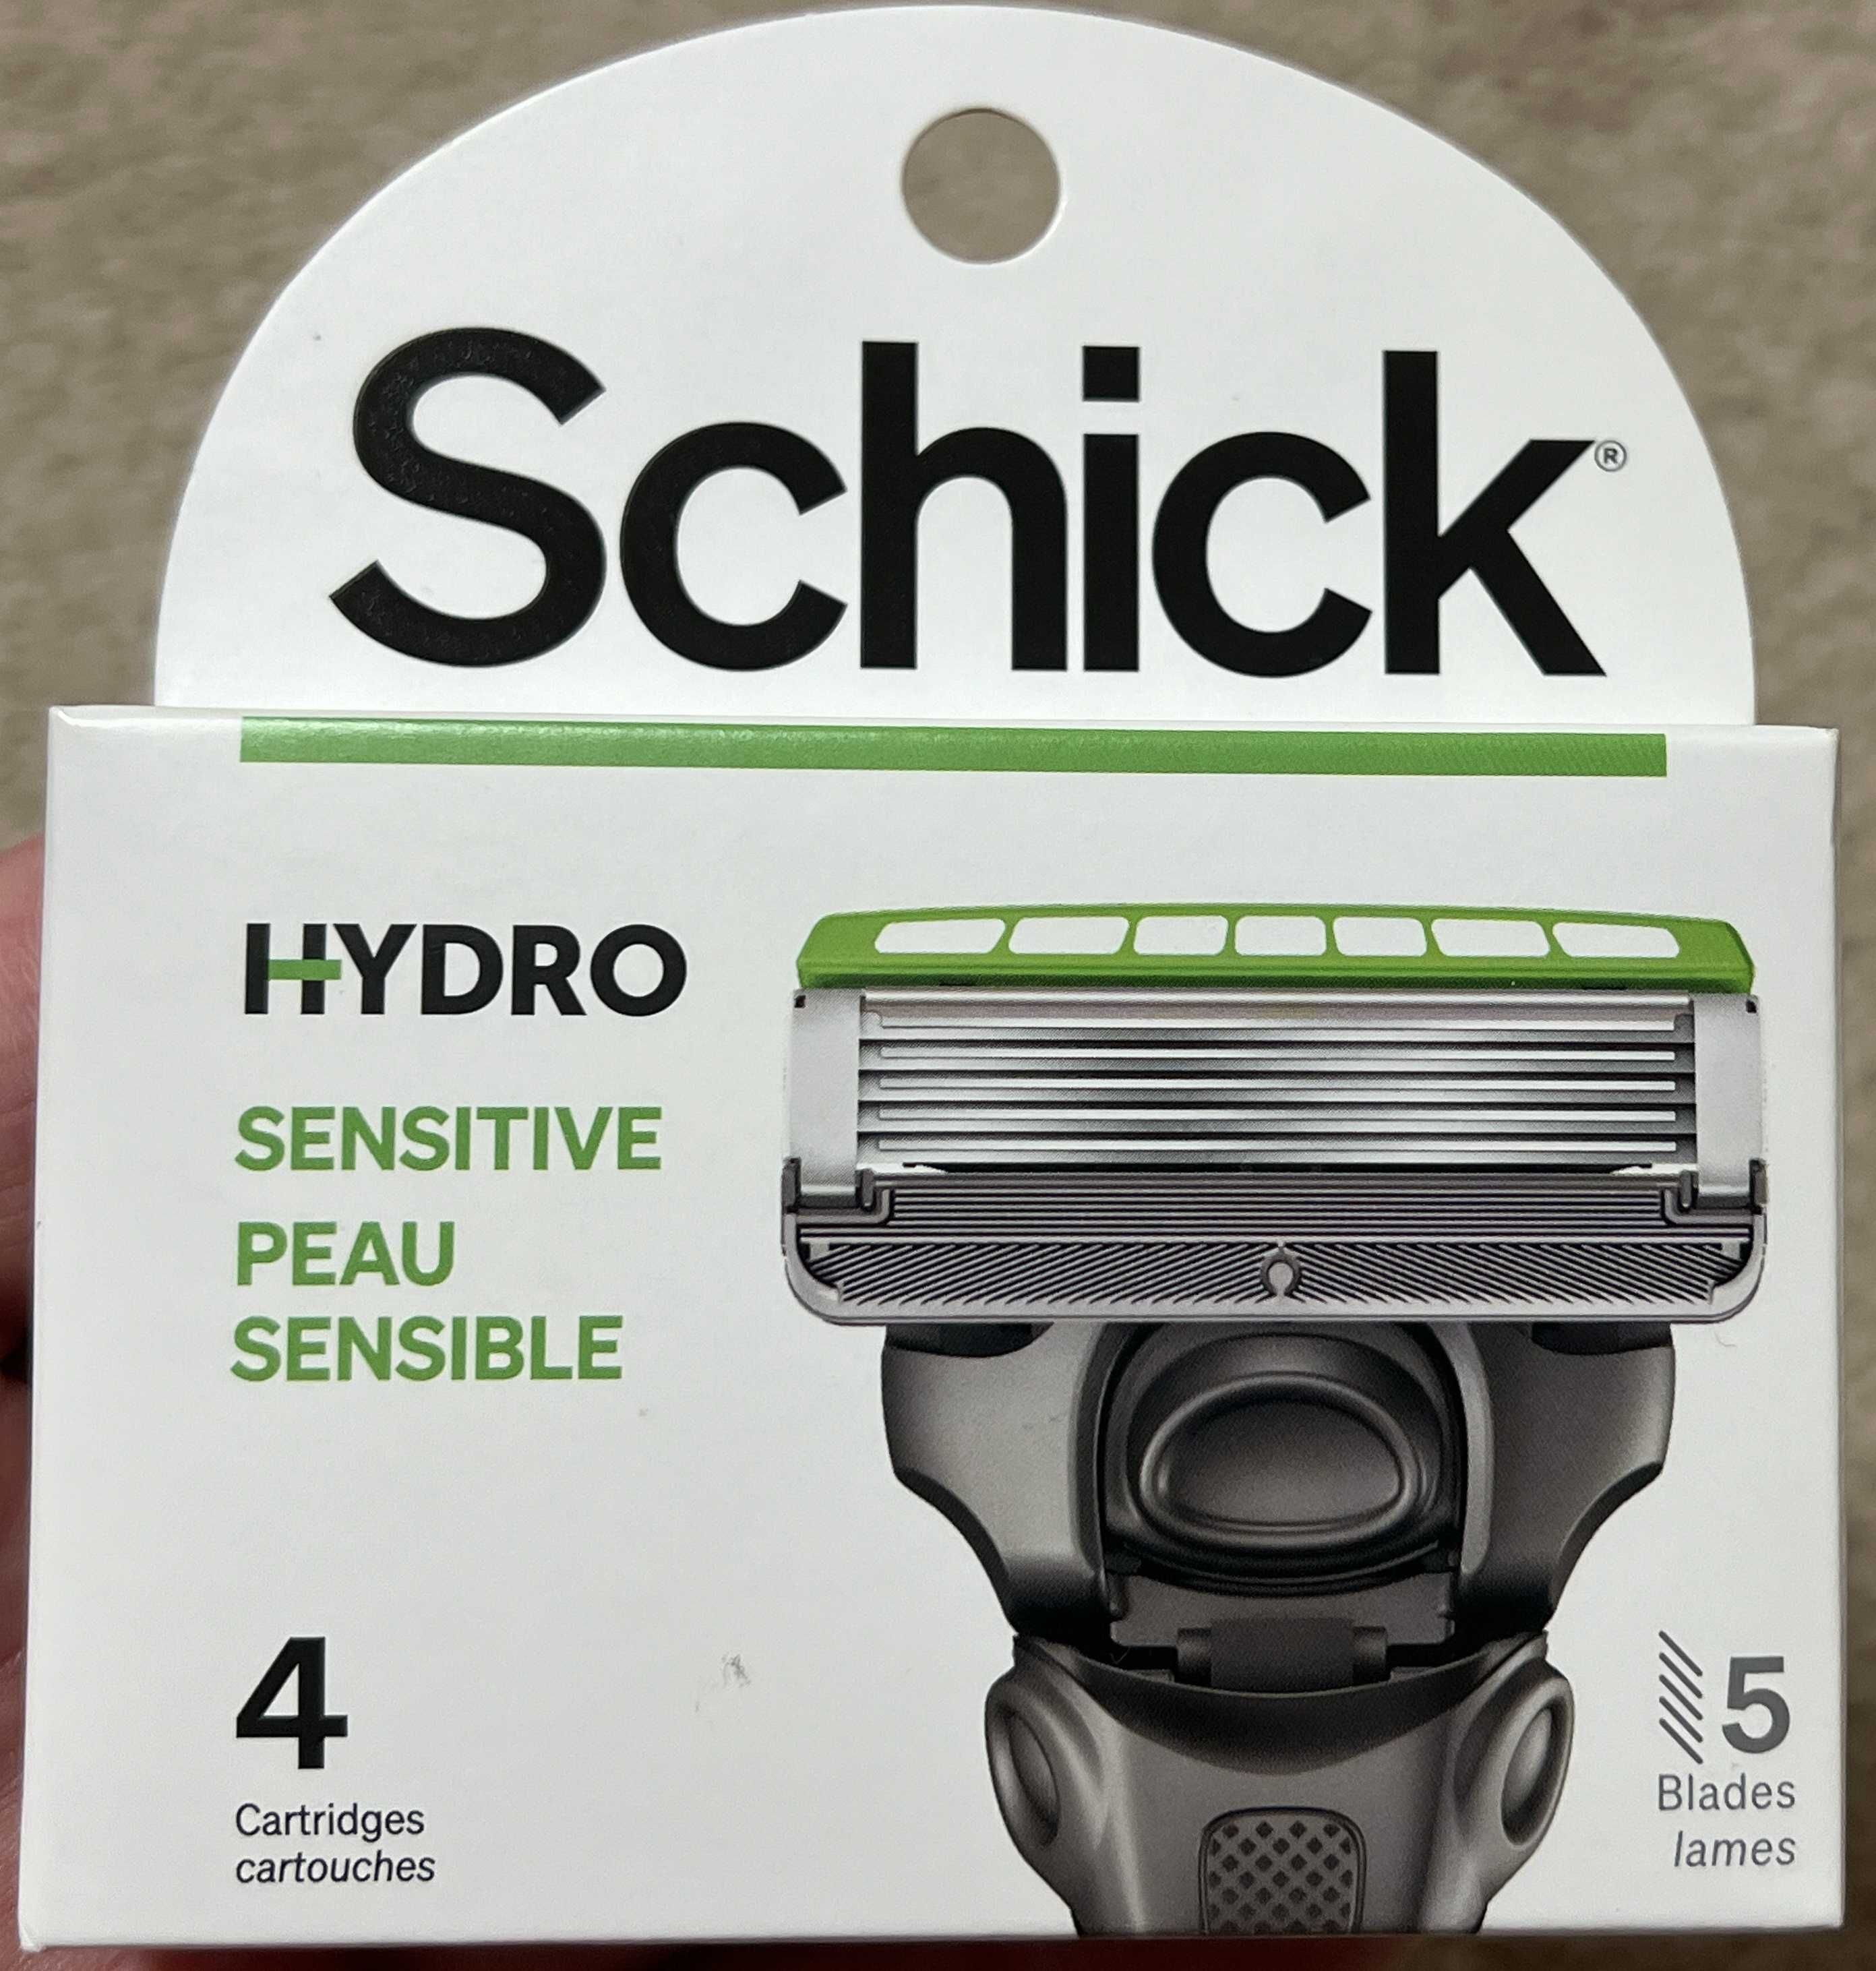 Schick®
HYDRO
SENSITIVE
PEAU
SENSIBLE
4
Cartridges
cartouches
5
Blades
lames